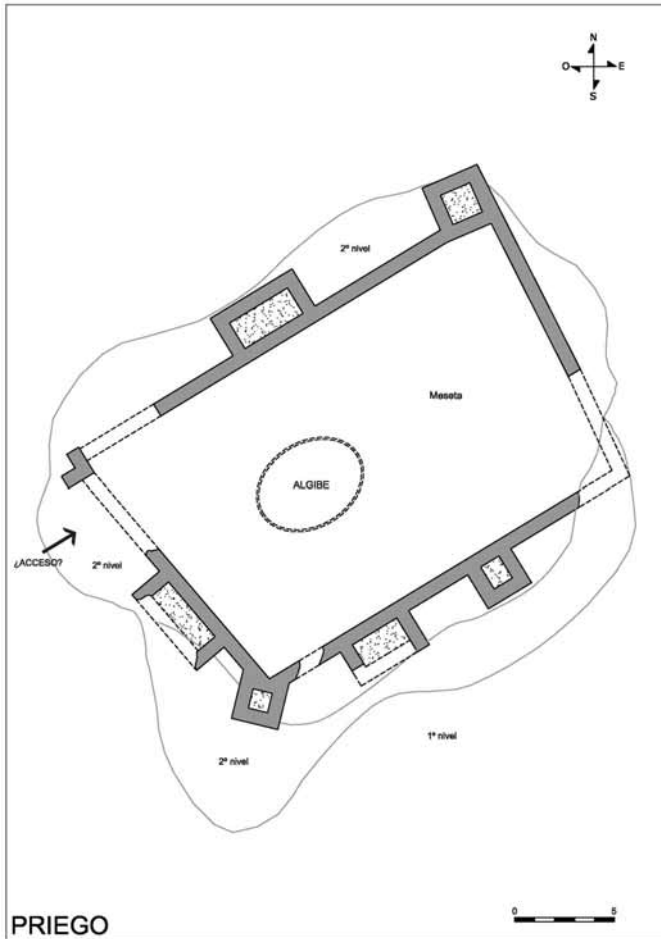 N
O E
S
2º nivel
Meseta
ALGIBE
¿ACCESO?
2º nivel
1º nivel
2º nivel
0 5
PRIEGO